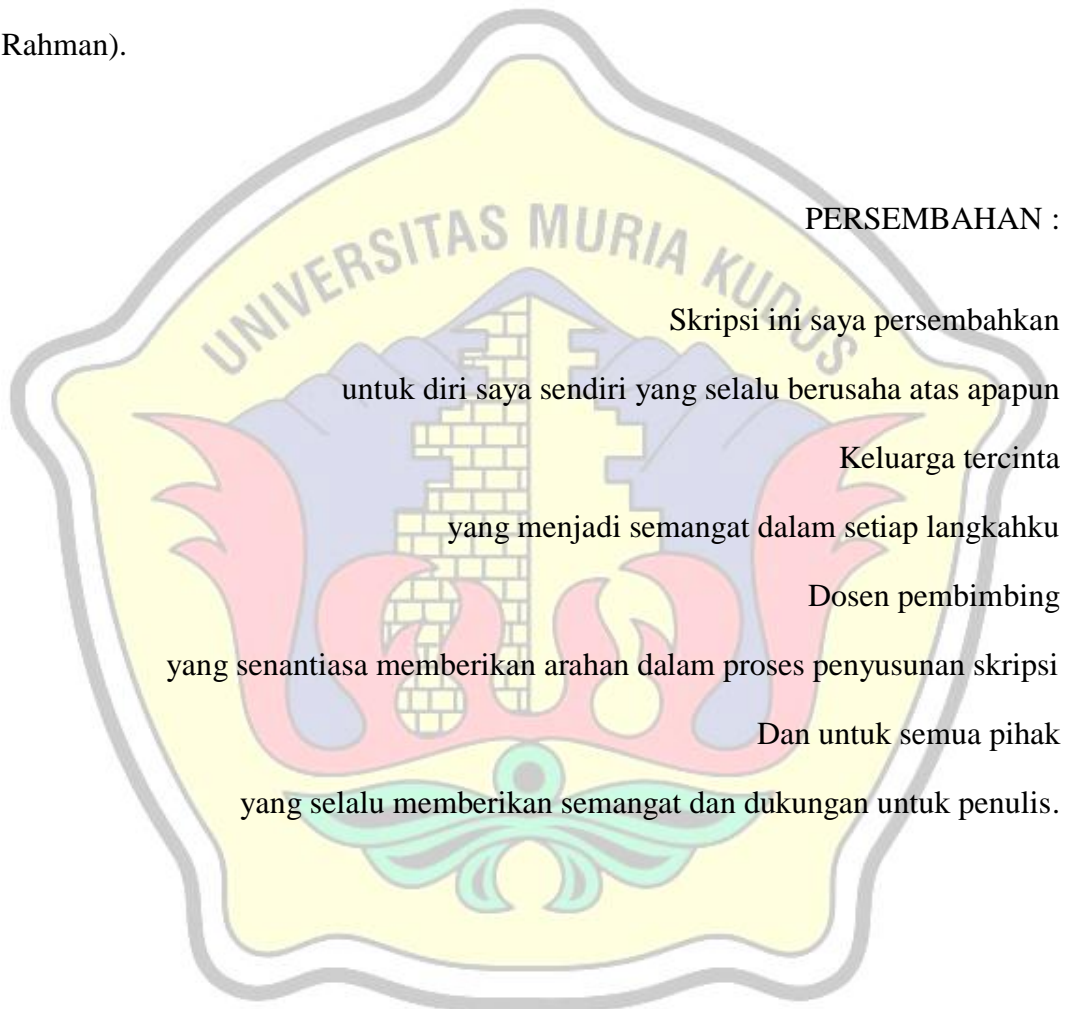 Rahman).
UNIVERSITAS MURIA KUDUS
PERSEMBAHAN :
Skripsi ini saya persembahkan
untuk diri saya sendiri yang selalu berusaha atas apapun
Keluarga tercinta
yang menjadi semangat dalam setiap langkahku
Dosen pembimbing
yang senantiasa memberikan arahan dalam proses penyusunan skripsi
Dan untuk semua pihak
yang selalu memberikan semangat dan dukungan untuk penulis.